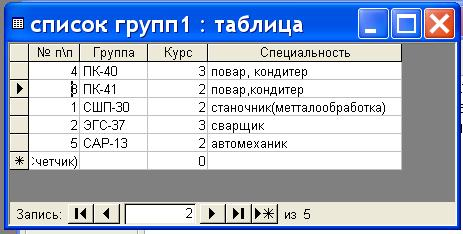 список групп1 : таблица
№ п\п Группа Курс Специальность
4 ПК-40 3 повар, кондитер
8 ПК-41 2 повар,кондитер
1 СШП-30 2 станочник(метталообработка)
2 ЭГС-37 3 сварщик
5 САР-13 2 автомеханик
Счетчик) 0
Запись: 2 из 5